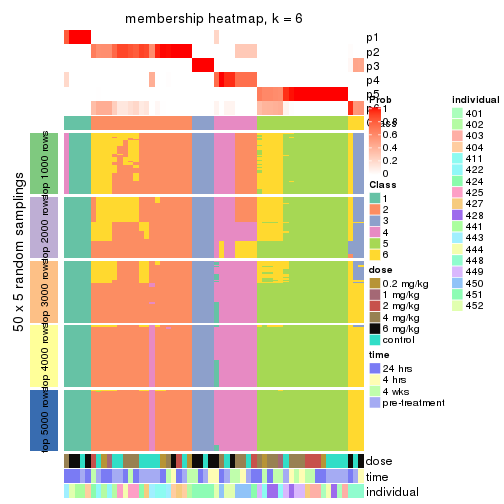 membership heatmap, k = 6
p1
p2
p3
p4
p5
50 x 5 random samplings
top 1000 rows
top 2000 rows
top 3000 rows
top 4000 rows
top 5000 rows
dose
time
individual
Prob
1
0.8
0.6
0.4
0.2
0
Class
1
2
3
4
5
6
dose
0.2 mg/kg
1 mg/kg
2 mg/kg
4 mg/kg
6 mg/kg
control
time
24 hrs
4 hrs
4 wks
pre-treatment
individual
401
402
403
404
411
422
424
425
427
428
441
443
444
448
449
450
451
452